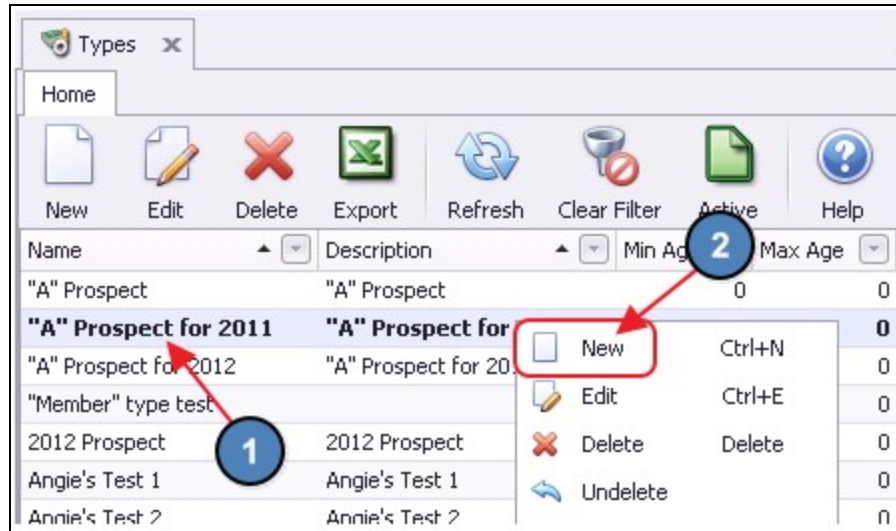 Types
Home
New Edit Delete Export Refresh Clear Filter Active Help
Name Description Min Ag 2 Max Age
"A" Prospect "A" Prospect 0 0
"A" Prospect for 2011 "A" Prospect for 0
New Ctrl+N
"A" Prospect for 2012 "A" Prospect for 20 0
Edit Ctrl+E
"Member" type test 0
2012 Prospect 2012 Prospect 0
1
Delete Delete
Angie's Test 1 Angie's Test 1 0
Undelete
Angie's Test 2 Angie's Test 2 0